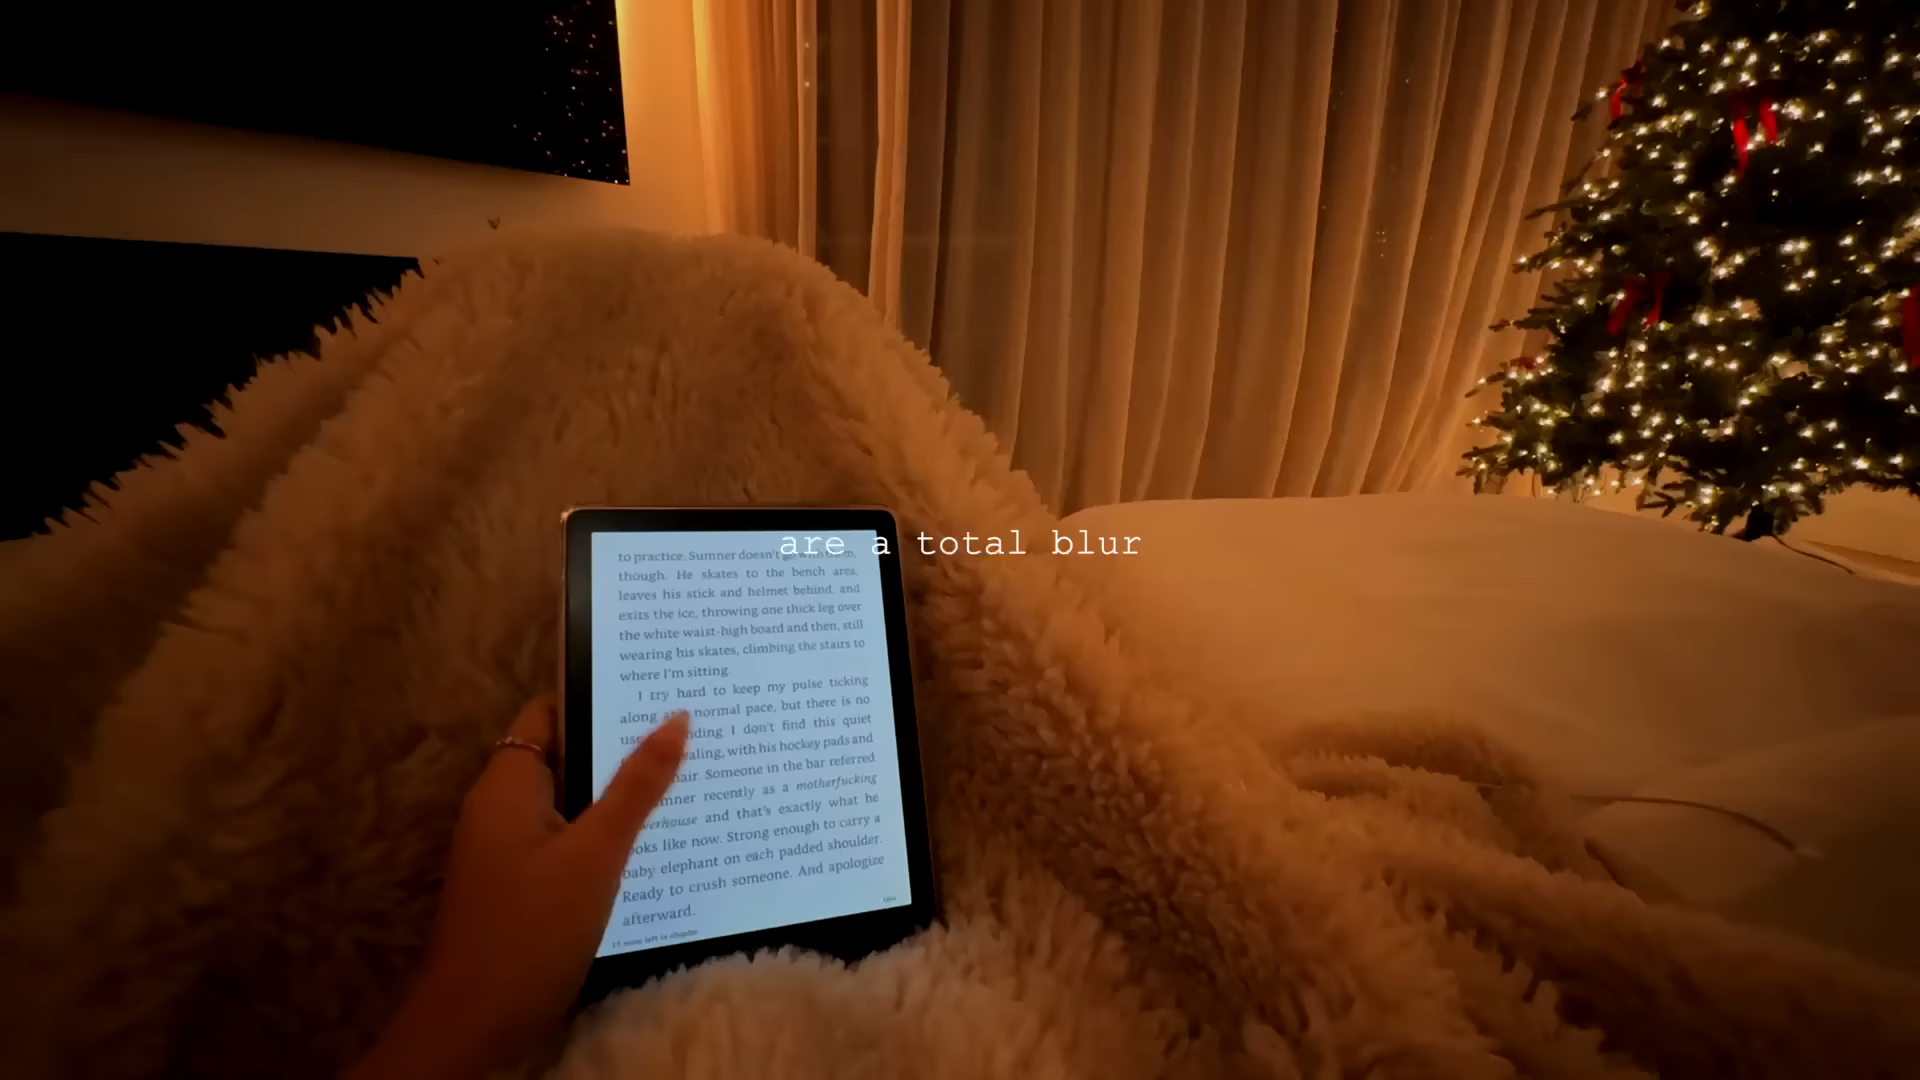 are a total blur
to practice. Sumner doesn't
though. He skates to the bench area,
leaves his stick and helmet behind, and
exits the ice, throwing one thick leg over
the white waist-high board and then, still
wearing his skates, climbing the stairs to
where I'm sitting.
I try hard to keep my pulse ticking
along normal pace, but there is no
I don't find this quiet
with his hockey pads and
hair. Someone in the bar referred
recently as a motherfucking
and that's exactly what he
looks like now. Strong enough to carry a
baby elephant on each padded shoulder.
Ready to crush someone. And apologize
afterward.
left in chapter